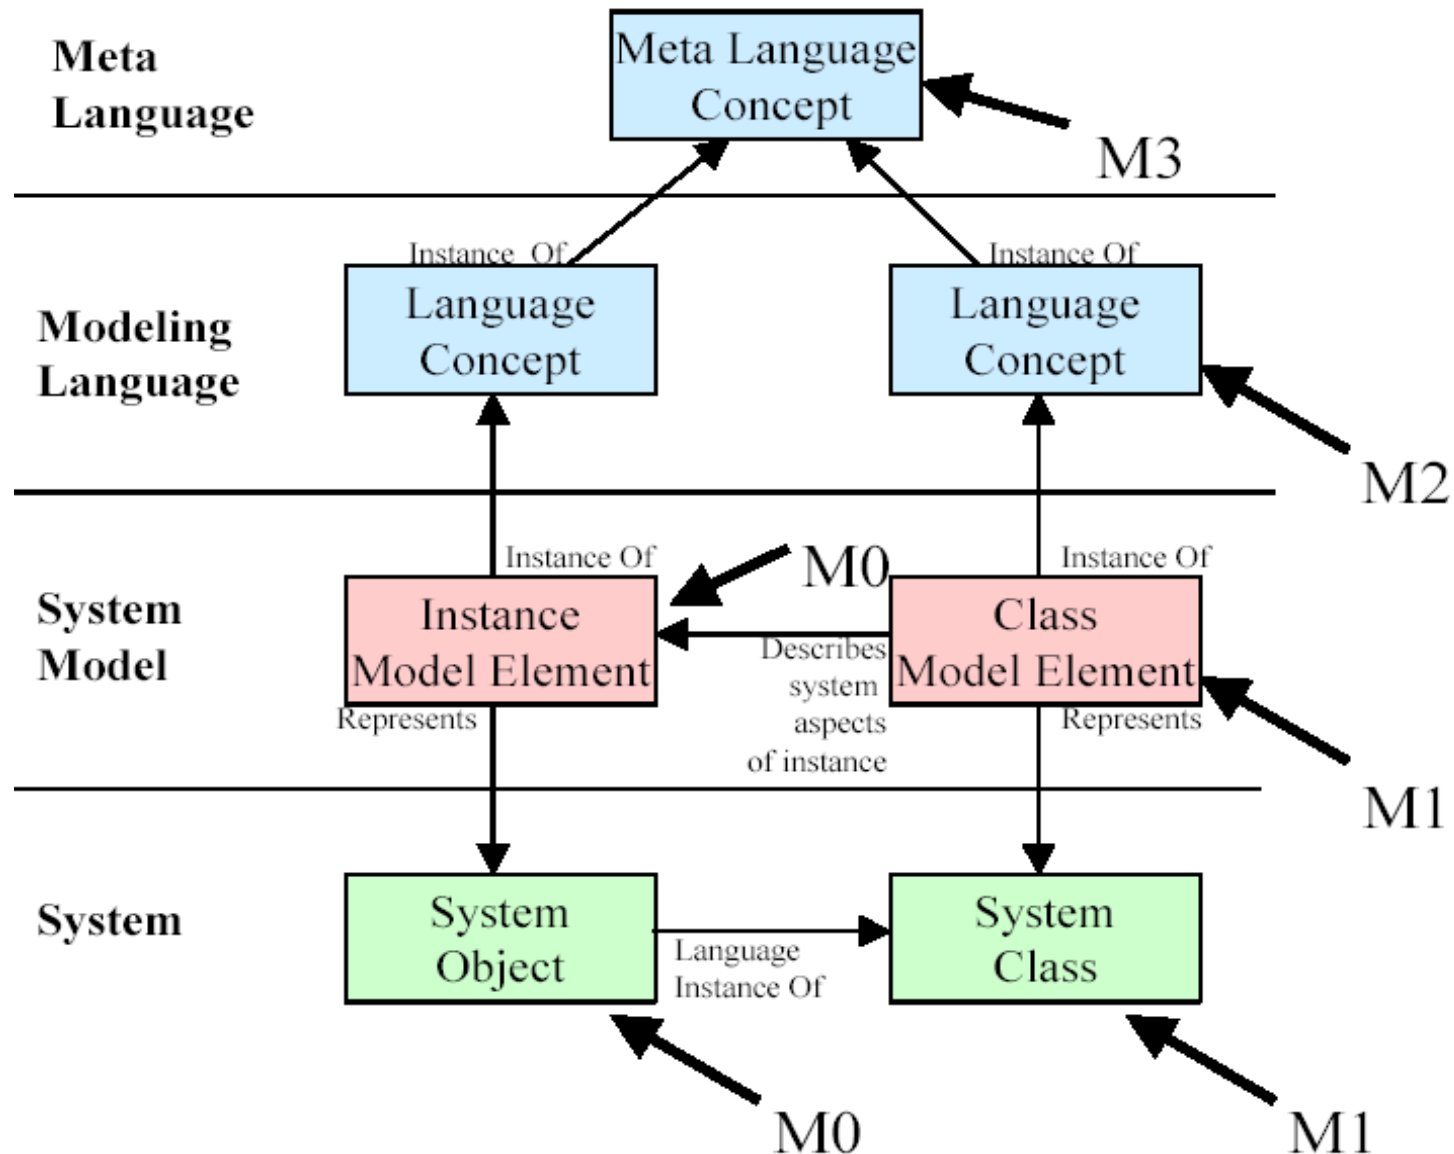 Meta
Language
Meta Language
Concept
M3
Instance Of
Instance Of
Modeling
Language
Language
Concept
Language
Concept
M2
Instance Of
M0
Instance Of
System
Model
Instance
Model Element
Class
Model Element
Describes
system
aspects
of instance
Represents
Represents
M1
System
System
Object
Language
Instance Of
System
Class
M0
M1